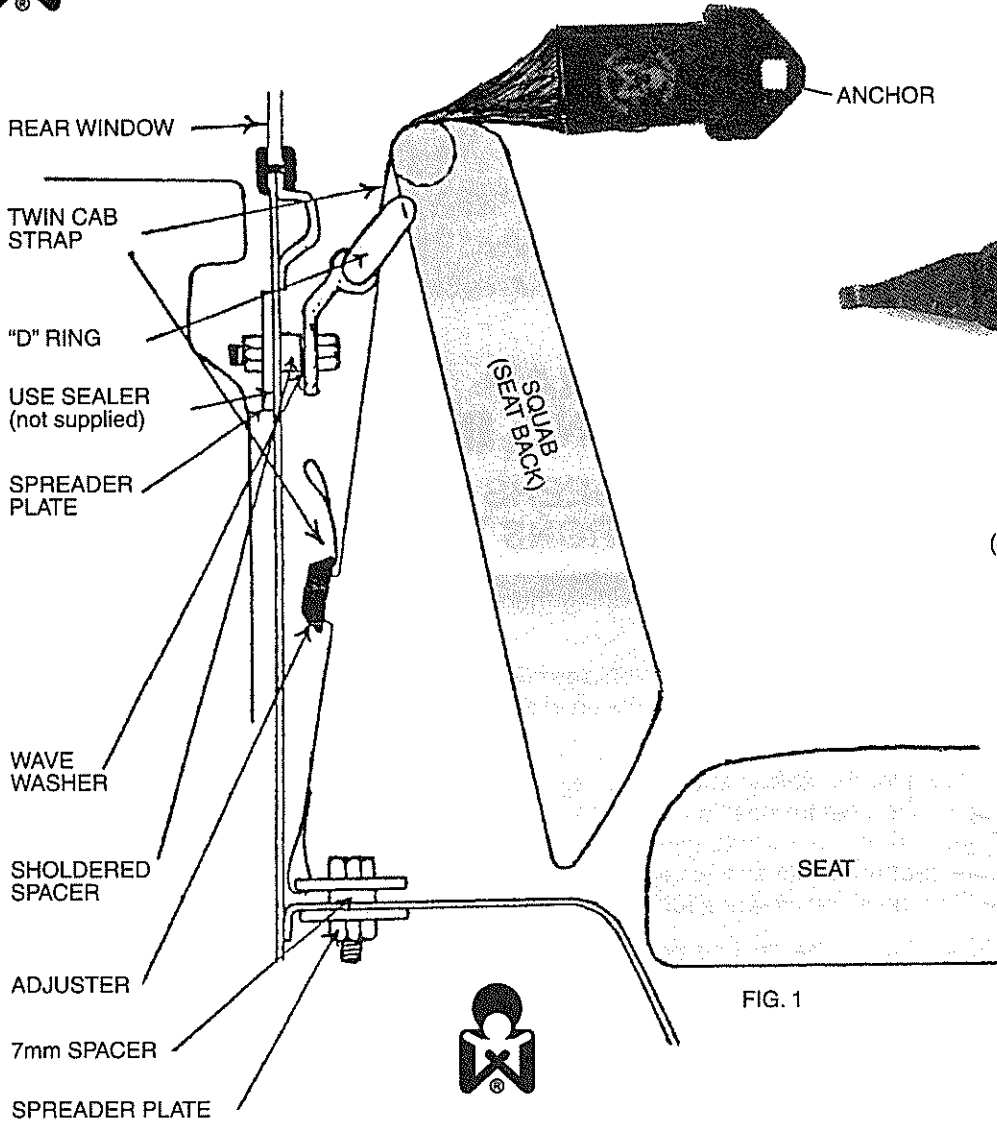 ®
ANCHOR
REAR WINDOW
TWIN CAB
STRAP
"D" RING
USE SEALER
(not supplied)
SPREADER
PLATE
SQUAB
(SEAT BACK)
WAVE
WASHER
SHOLDERED
SPACER
SEAT
ADJUSTER
FIG. 1
7mm SPACER
®
SPREADER PLATE
(